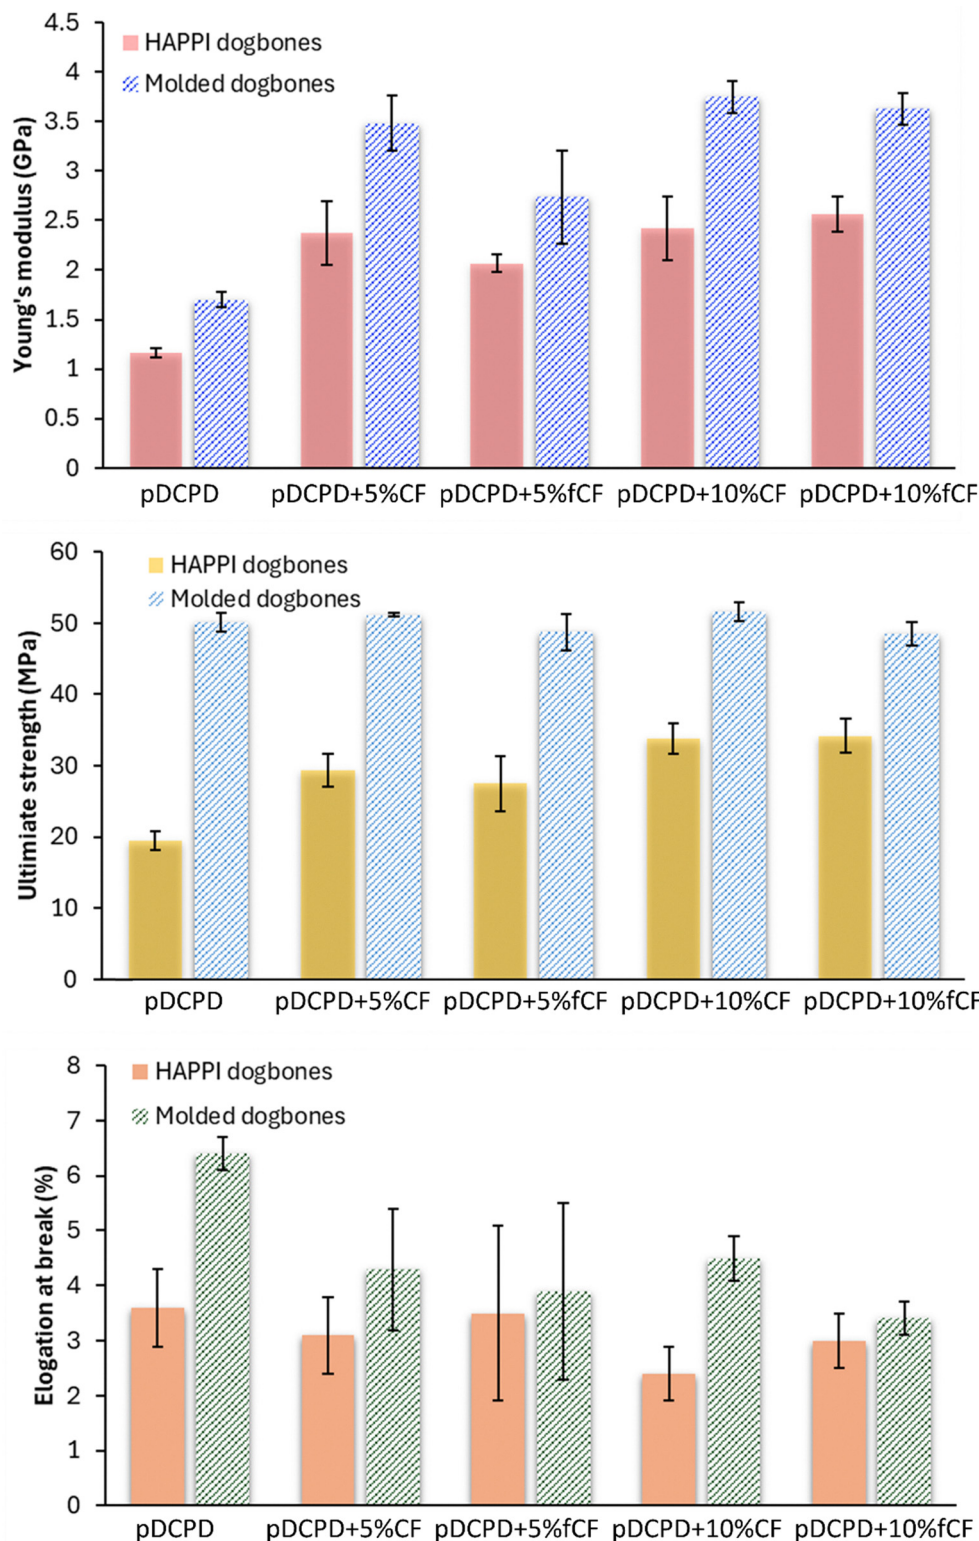 Young's modulus (GPa)
4.5
4
3.5
3
2.5
2
1.5
1
0.5
0
HAPPI dogbones
Molded dogbones
pDCPD pDCPD+5%CF pDCPD+5%fCF pDCPD+10%CF pDCPD+10%fCF
Ultimiate strength (MPa)
60
50
40
30
20
10
0
HAPPI dogbones
Molded dogbones
pDCPD pDCPD+5%CF pDCPD+5%fCF pDCPD+10%CF pDCPD+10%fCF
Elogation at break (%)
8
7
6
5
4
3
2
1
0
HAPPI dogbones
Molded dogbones
pDCPD pDCPD+5%CF pDCPD+5%fCF pDCPD+10%CF pDCPD+10%fCF